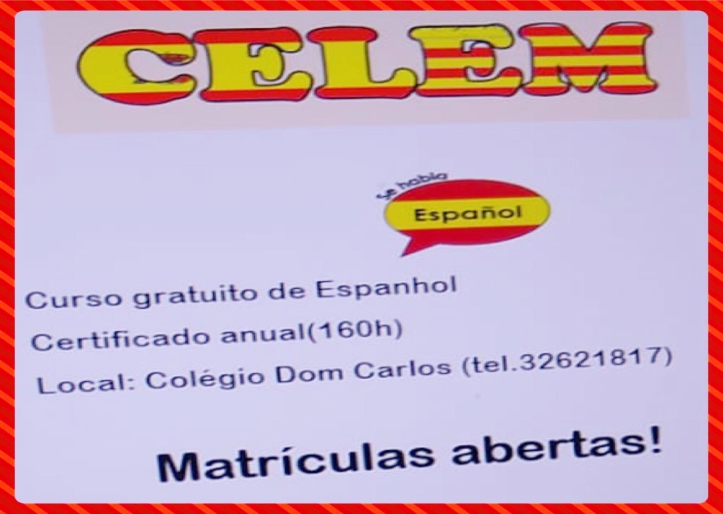 CELEM
Se habla
Español
Curso gratuito de Espanhol
Certificado anual(160h)
Local: Colégio Dom Carlos (tel.32621817)
Matrículas abertas!